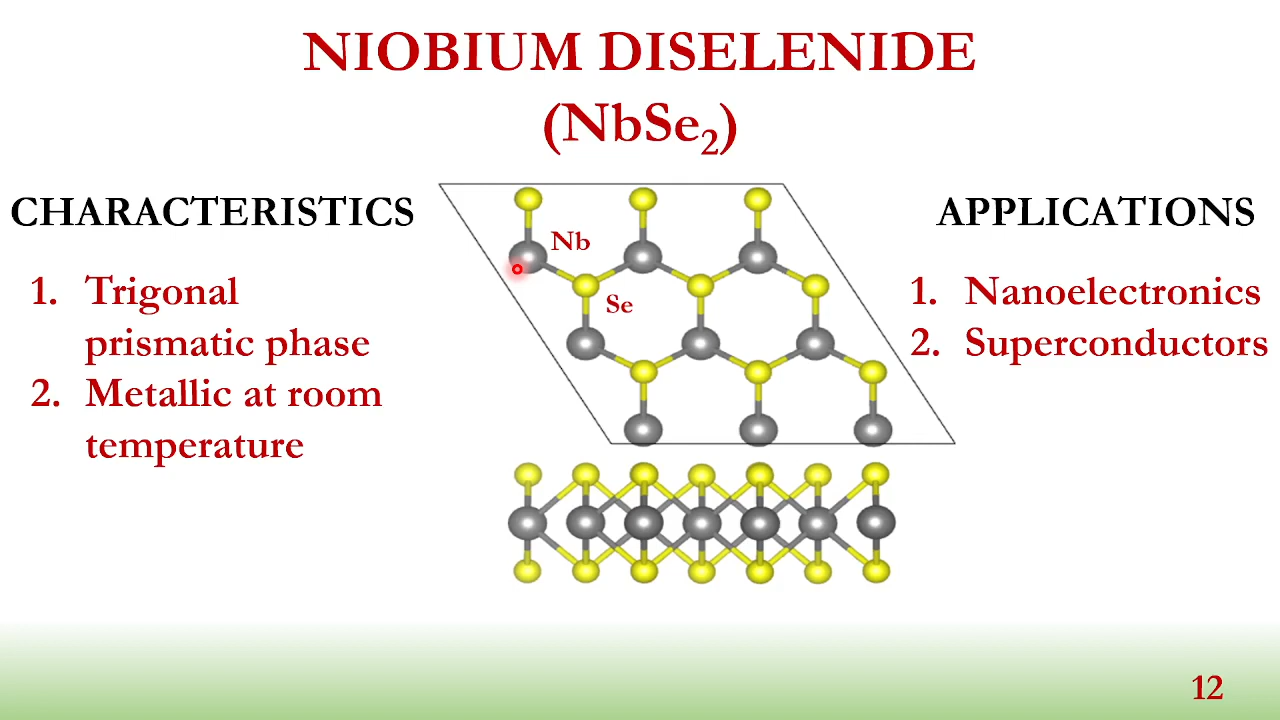 NIOBIUM DISELENIDE
(NbSe₂)
CHARACTERISTICS
1. Trigonal
prismatic phase
2. Metallic at room
temperature
Nb
Se
APPLICATIONS
1. Nanoelectronics
2. Superconductors
12